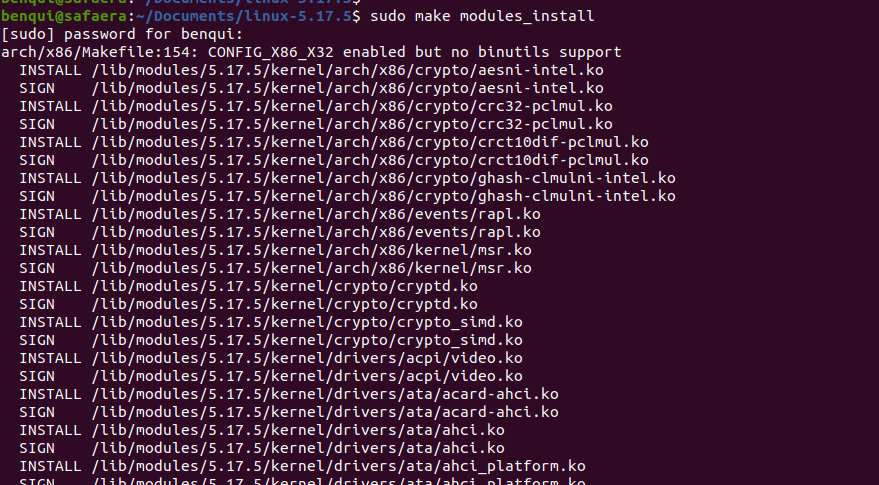 benqui@safaera:~/Documents/linux-5.17.5$
benqui@safaera:~/Documents/linux-5.17.5$ sudo make modules_install
[sudo] password for benqui:
arch/x86/Makefile:154: CONFIG_X86_X32 enabled but no binutils support
  INSTALL /lib/modules/5.17.5/kernel/arch/x86/crypto/aesni-intel.ko
  SIGN    /lib/modules/5.17.5/kernel/arch/x86/crypto/aesni-intel.ko
  INSTALL /lib/modules/5.17.5/kernel/arch/x86/crypto/crc32-pclmul.ko
  SIGN    /lib/modules/5.17.5/kernel/arch/x86/crypto/crc32-pclmul.ko
  INSTALL /lib/modules/5.17.5/kernel/arch/x86/crypto/crct10dif-pclmul.ko
  SIGN    /lib/modules/5.17.5/kernel/arch/x86/crypto/crct10dif-pclmul.ko
  INSTALL /lib/modules/5.17.5/kernel/arch/x86/crypto/ghash-clmulni-intel.ko
  SIGN    /lib/modules/5.17.5/kernel/arch/x86/crypto/ghash-clmulni-intel.ko
  INSTALL /lib/modules/5.17.5/kernel/arch/x86/events/rapl.ko
  SIGN    /lib/modules/5.17.5/kernel/arch/x86/events/rapl.ko
  INSTALL /lib/modules/5.17.5/kernel/arch/x86/kernel/msr.ko
  SIGN    /lib/modules/5.17.5/kernel/arch/x86/kernel/msr.ko
  INSTALL /lib/modules/5.17.5/kernel/crypto/cryptd.ko
  SIGN    /lib/modules/5.17.5/kernel/crypto/cryptd.ko
  INSTALL /lib/modules/5.17.5/kernel/crypto/crypto_simd.ko
  SIGN    /lib/modules/5.17.5/kernel/crypto/crypto_simd.ko
  INSTALL /lib/modules/5.17.5/kernel/drivers/acpi/video.ko
  SIGN    /lib/modules/5.17.5/kernel/drivers/acpi/video.ko
  INSTALL /lib/modules/5.17.5/kernel/drivers/ata/acard-ahci.ko
  SIGN    /lib/modules/5.17.5/kernel/drivers/ata/acard-ahci.ko
  INSTALL /lib/modules/5.17.5/kernel/drivers/ata/ahci.ko
  SIGN    /lib/modules/5.17.5/kernel/drivers/ata/ahci.ko
  INSTALL /lib/modules/5.17.5/kernel/drivers/ata/ahci_platform.ko
  SIGN    /lib/modules/5.17.5/kernel/drivers/ata/ahci_platform.ko